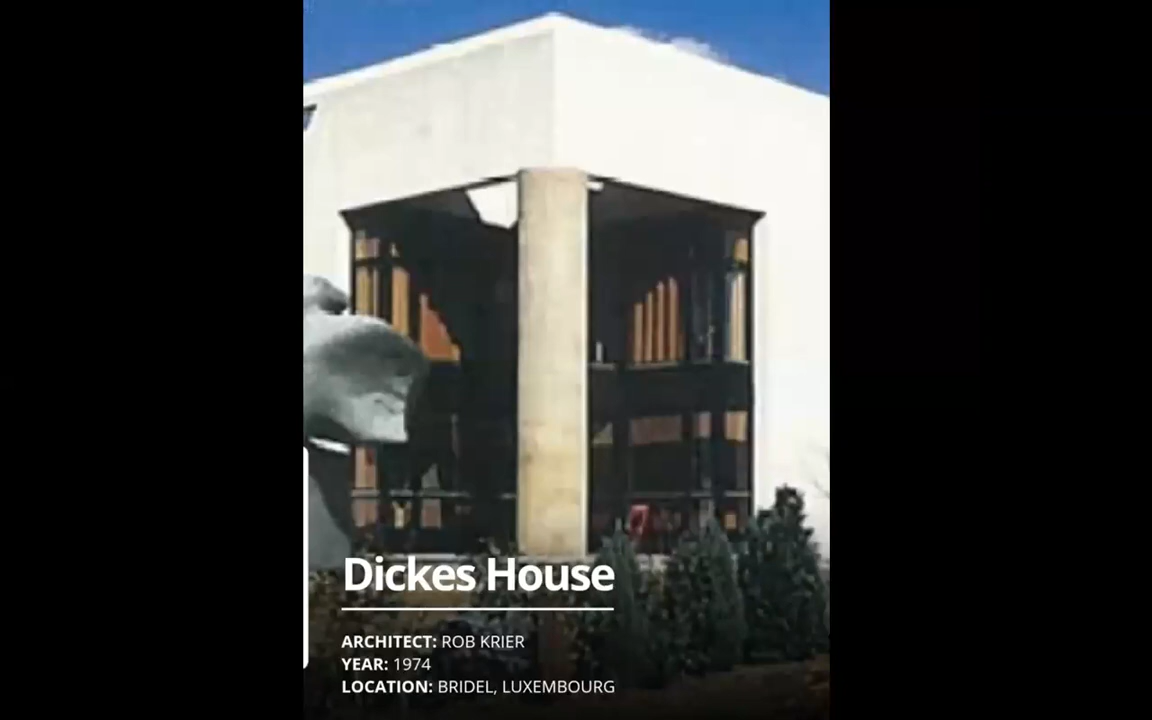 Dickes House
ARCHITECT: ROB KRIER
YEAR: 1974
LOCATION: BRIDEL, LUXEMBOURG